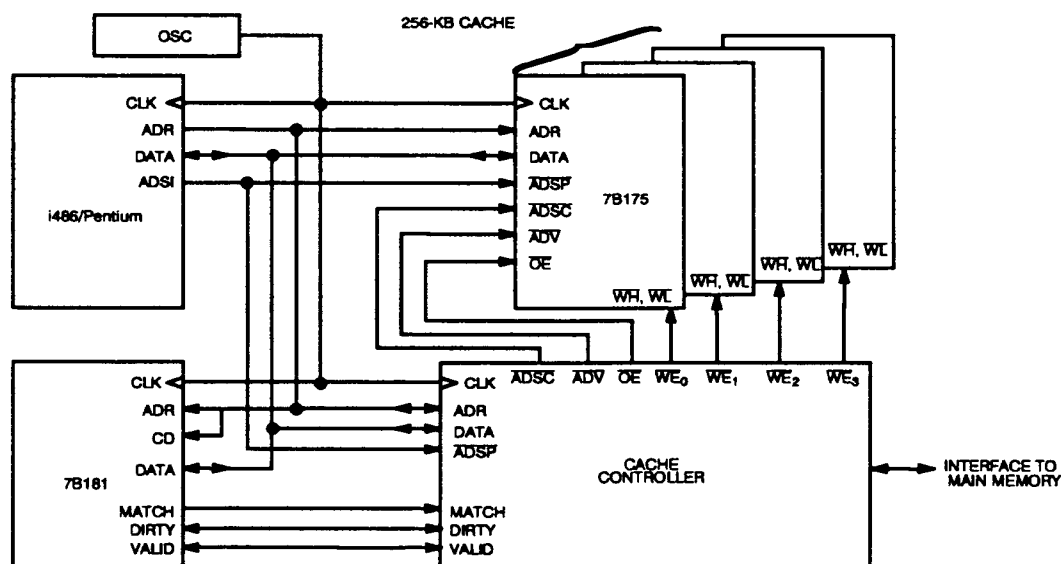 256-KB CACHE
OSC
CLK
ADR
DATA
ADSI
i486/Pentium
CLK
ADR
DATA
ADSP
ADSC
ADV
OE
7B175
WH, WL
WH, WL
WH, WL
WH, WL
CLK
ADR
CD
DATA
7B181
MATCH
DIRTY
VALID
ADSC ADV OE WE0 WE1 WE2 WE3
CLK
ADR
DATA
ADSP
CACHE
CONTROLLER
MATCH
DIRTY
VALID
INTERFACE TO
MAIN MEMORY